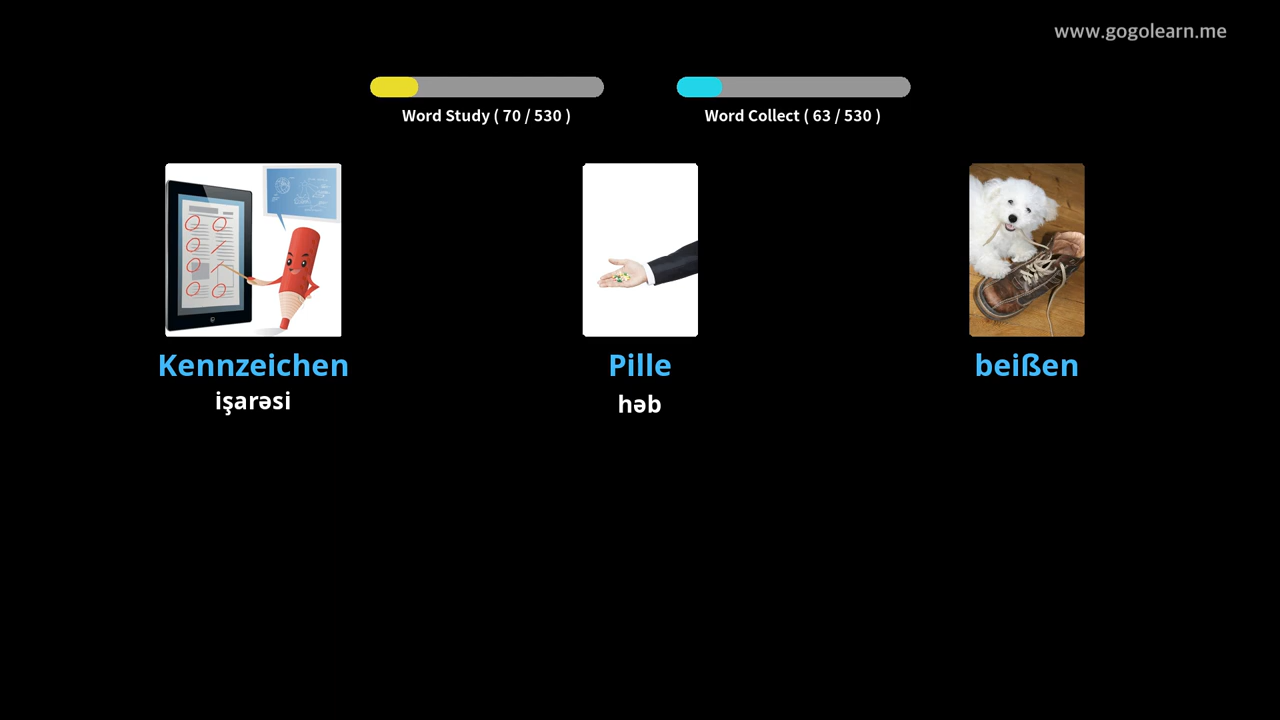 www.gogolearn.me
Word Study ( 70 / 530 )
Word Collect ( 63 / 530 )
Kennzeichen
işarəsi
Pille
həb
beißen